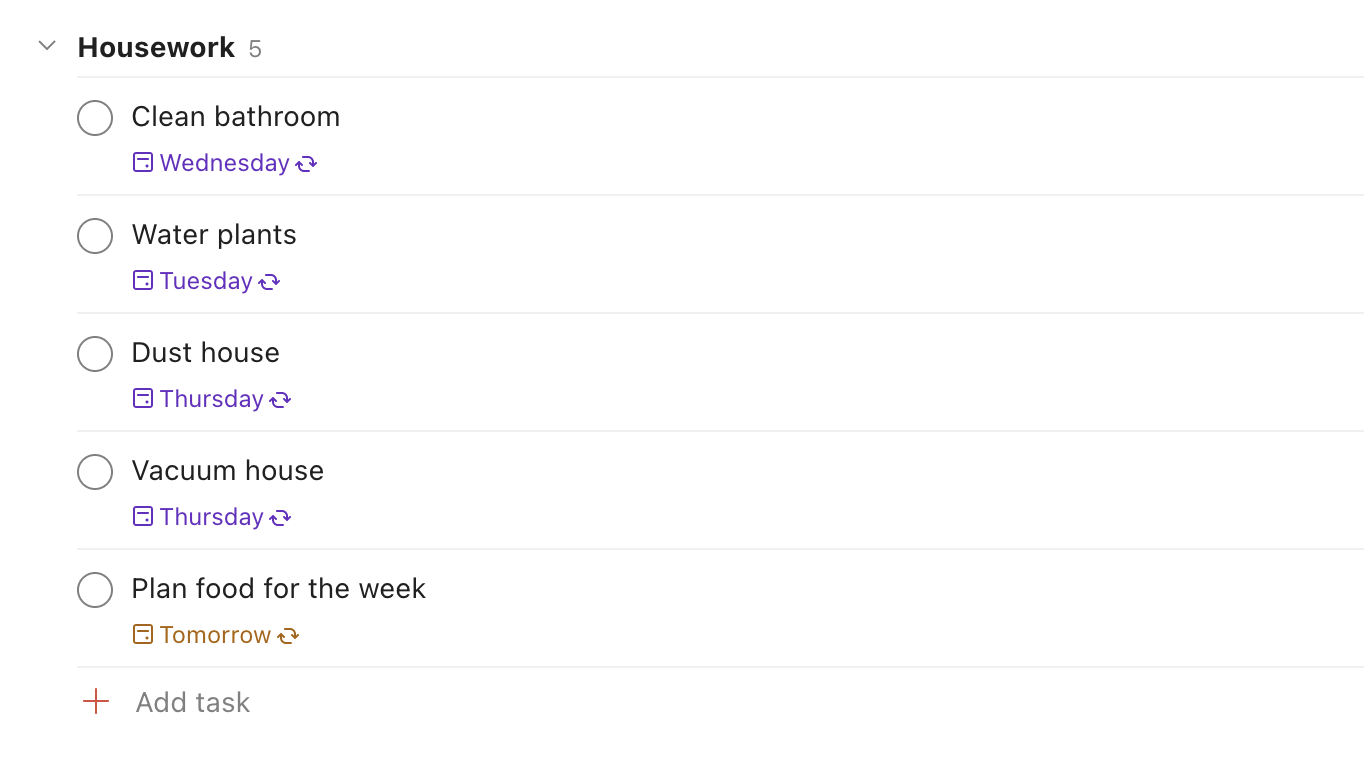 Housework 5
Clean bathroom
Wednesday
Water plants
Tuesday
Dust house
Thursday
Vacuum house
Thursday
Plan food for the week
Tomorrow
Add task